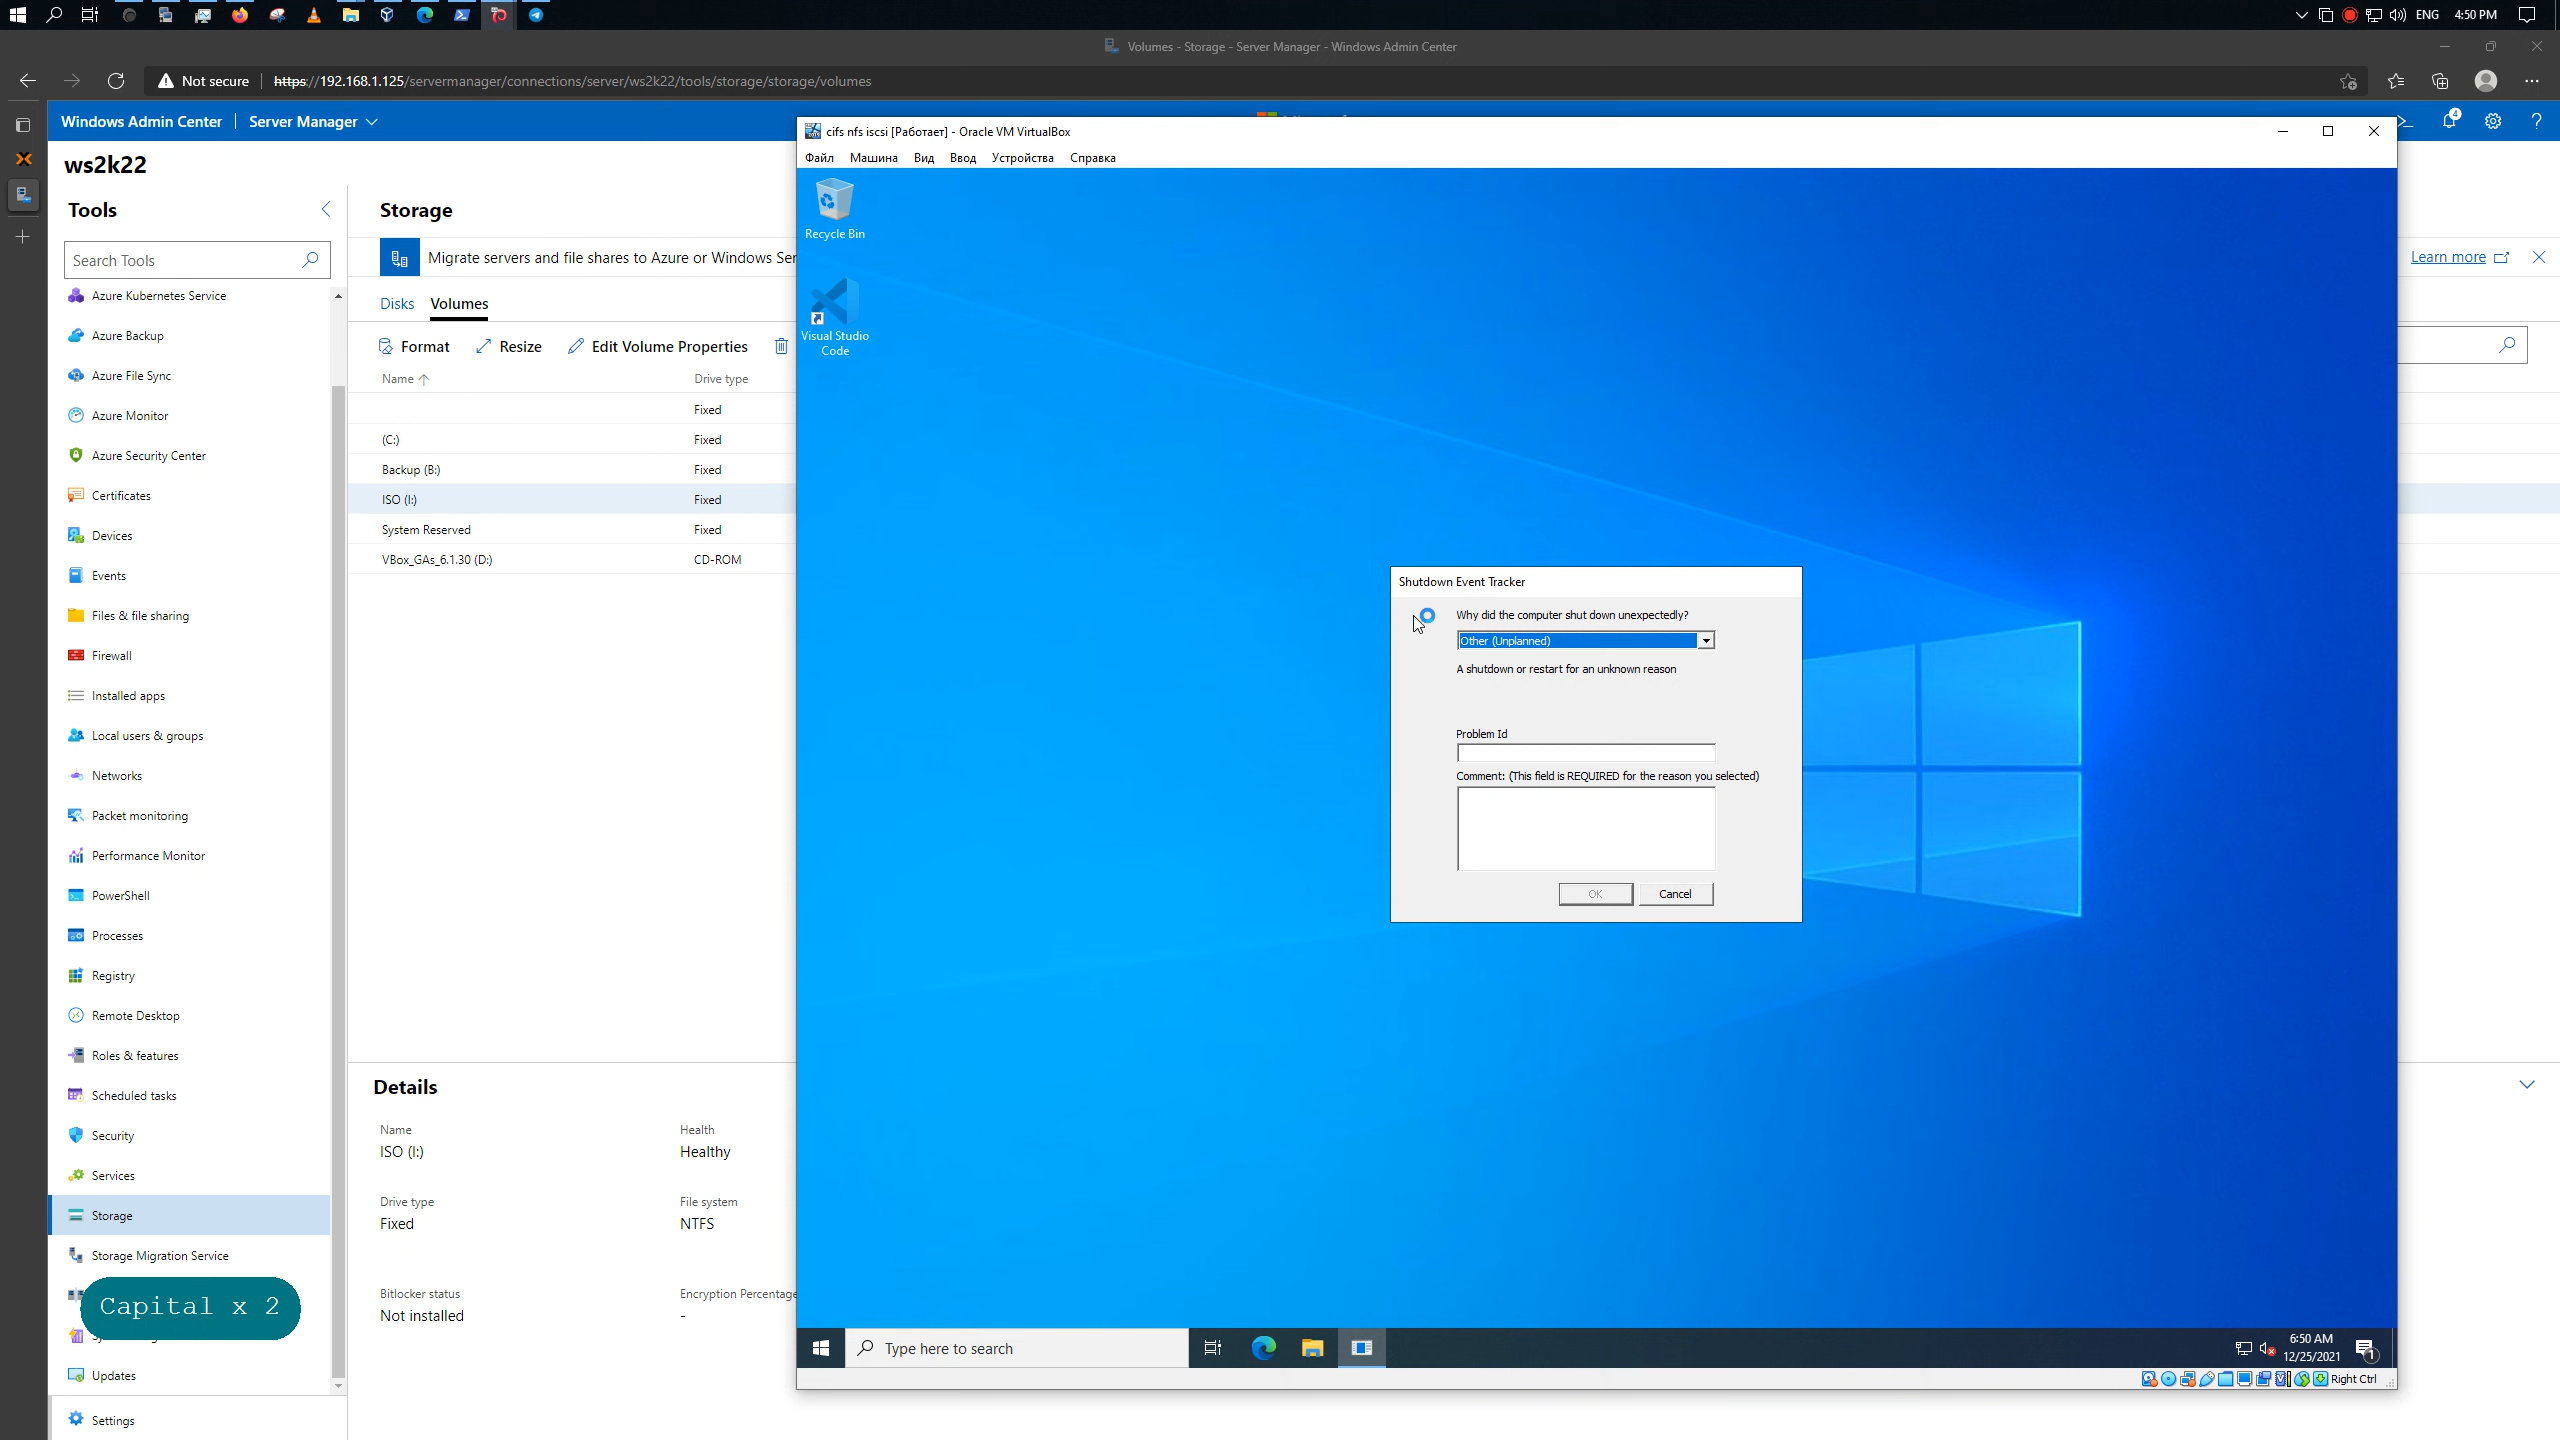 ENG
4:50 PM
Volumes - Storage - Server Manager - Windows Admin Center
Not secure
https://192.168.1.125/servermanager/connections/server/ws2k22/tools/storage/storage/volumes
Windows Admin Center
Server Manager
4
ws2k22
Tools
Search Tools
Azure Kubernetes Service
Azure Backup
Azure File Sync
Azure Monitor
Azure Security Center
Certificates
Devices
Events
Files & file sharing
Firewall
Installed apps
Local users & groups
Networks
Packet monitoring
Performance Monitor
PowerShell
Processes
Registry
Remote Desktop
Roles & features
Scheduled tasks
Security
Services
Storage
Storage Migration Service
Capital x 2
Updates
Settings
Storage
Migrate servers and file shares to Azure or Windows Ser
Learn more
Disks
Volumes
Format
Resize
Edit Volume Properties
Name
Drive type
Fixed
(C:)
Fixed
Backup (B:)
Fixed
ISO (I:)
Fixed
System Reserved
Fixed
VBox_GAs_6.1.30 (D:)
CD-ROM
Details
Name
ISO (I:)
Health
Healthy
Drive type
Fixed
File system
NTFS
Bitlocker status
Not installed
Encryption Percentage
-
cifs nfs iscsi [Работает] - Oracle VM VirtualBox
Файл
Машина
Вид
Ввод
Устройства
Справка
Recycle Bin
Visual Studio
Code
Shutdown Event Tracker
Why did the computer shut down unexpectedly?
Other (Unplanned)
A shutdown or restart for an unknown reason
Problem Id
Comment: (This field is REQUIRED for the reason you selected)
OK
Cancel
Type here to search
6:50 AM
12/25/2021
1
Right Ctrl